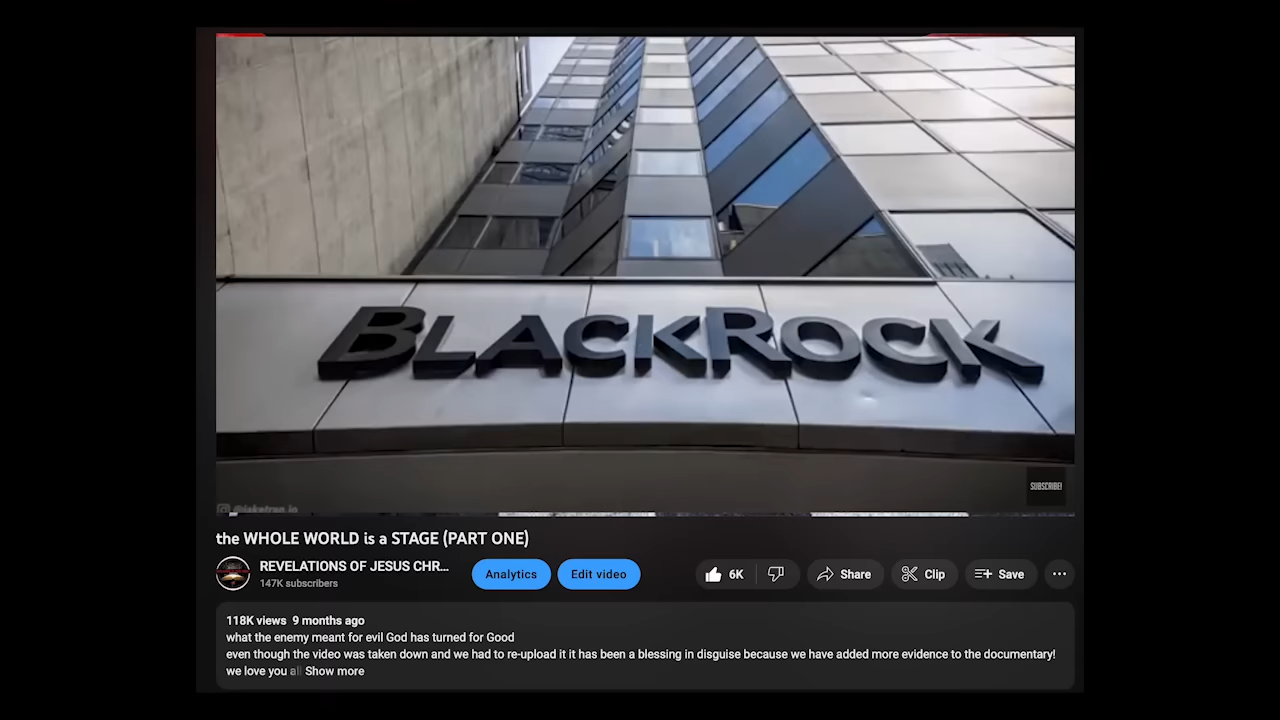 BLACKROCK
SUBSCRIBE!
@jaketran.io
the WHOLE WORLD is a STAGE (PART ONE)
REVELATIONS OF JESUS CHR...
147K subscribers
Analytics
Edit video
6K
Share
Clip
Save
118K views 9 months ago
what the enemy meant for evil God has turned for Good
even though the video was taken down and we had to re-upload it it has been a blessing in disguise because we have added more evidence to the documentary!
we love you all Show more